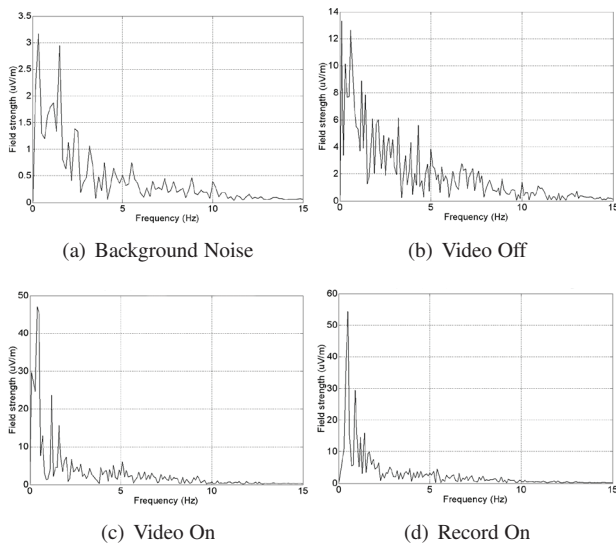 3.5
3
2.5
2
1.5
1
0.5
0
0 5 10 15
Field strength (uV/m)
Frequency (Hz)
(a) Background Noise
14
12
10
8
6
4
2
0
0 5 10 15
Field strength (uV/m)
Frequency (Hz)
(b) Video Off
50
40
30
20
10
0
0 5 10 15
Field strength (uV/m)
Frequency (Hz)
(c) Video On
60
50
40
30
20
10
0
0 5 10 15
Field strength (uV/m)
Frequency (Hz)
(d) Record On